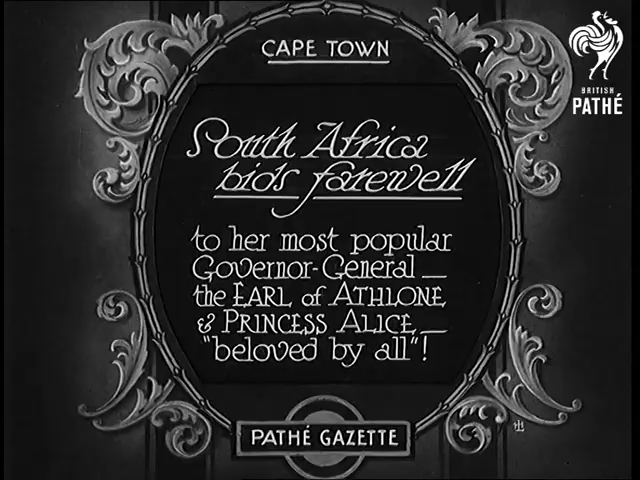 CAPE TOWN
BRITISH
PATHÉ
South Africa
bids farewell
to her most popular
Governor-General —
the EARL of ATHLONE
& PRINCESS ALICE —
"beloved by all"!
PATHÉ GAZETTE